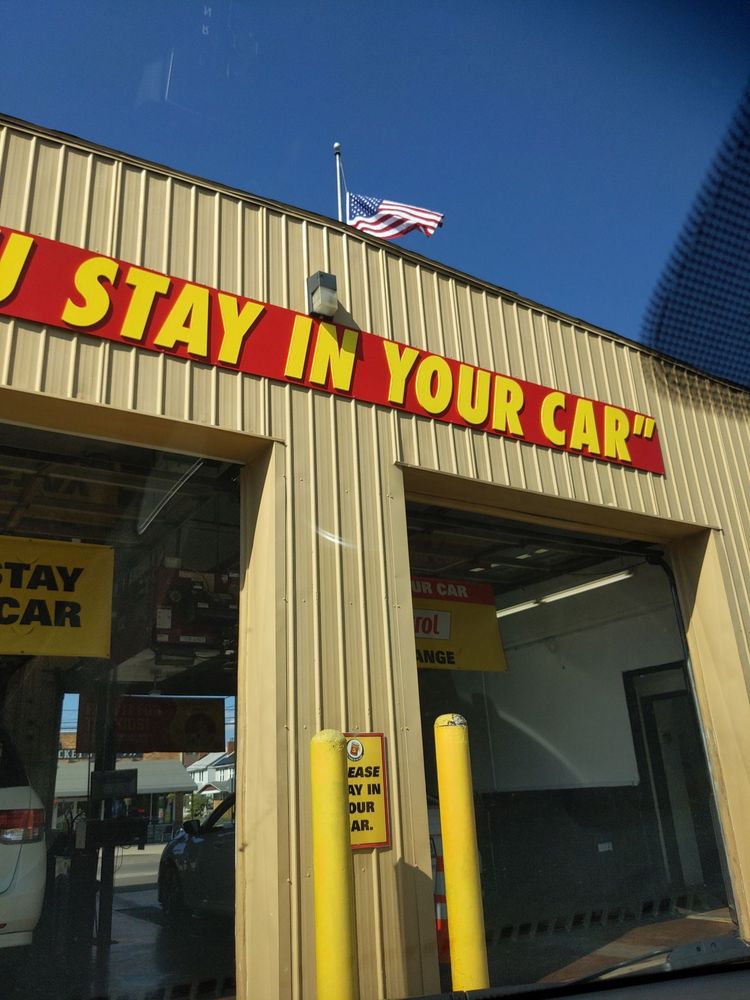 STAY IN YOUR CAR"
STAY
CAR
UR CAR
rol
ANGE
EASE
AY IN
OUR
AR.